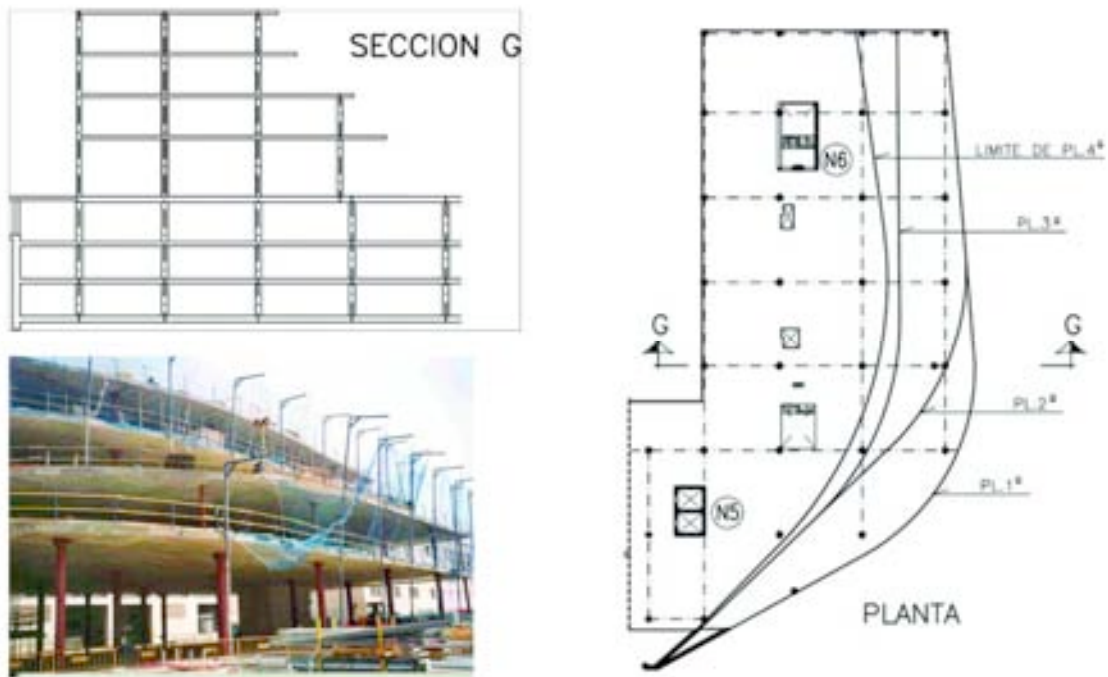 SECCION G
N6
LIMITE DE PL.4ª
PL.3ª
G
G
PL.2ª
PL.1ª
N5
PLANTA